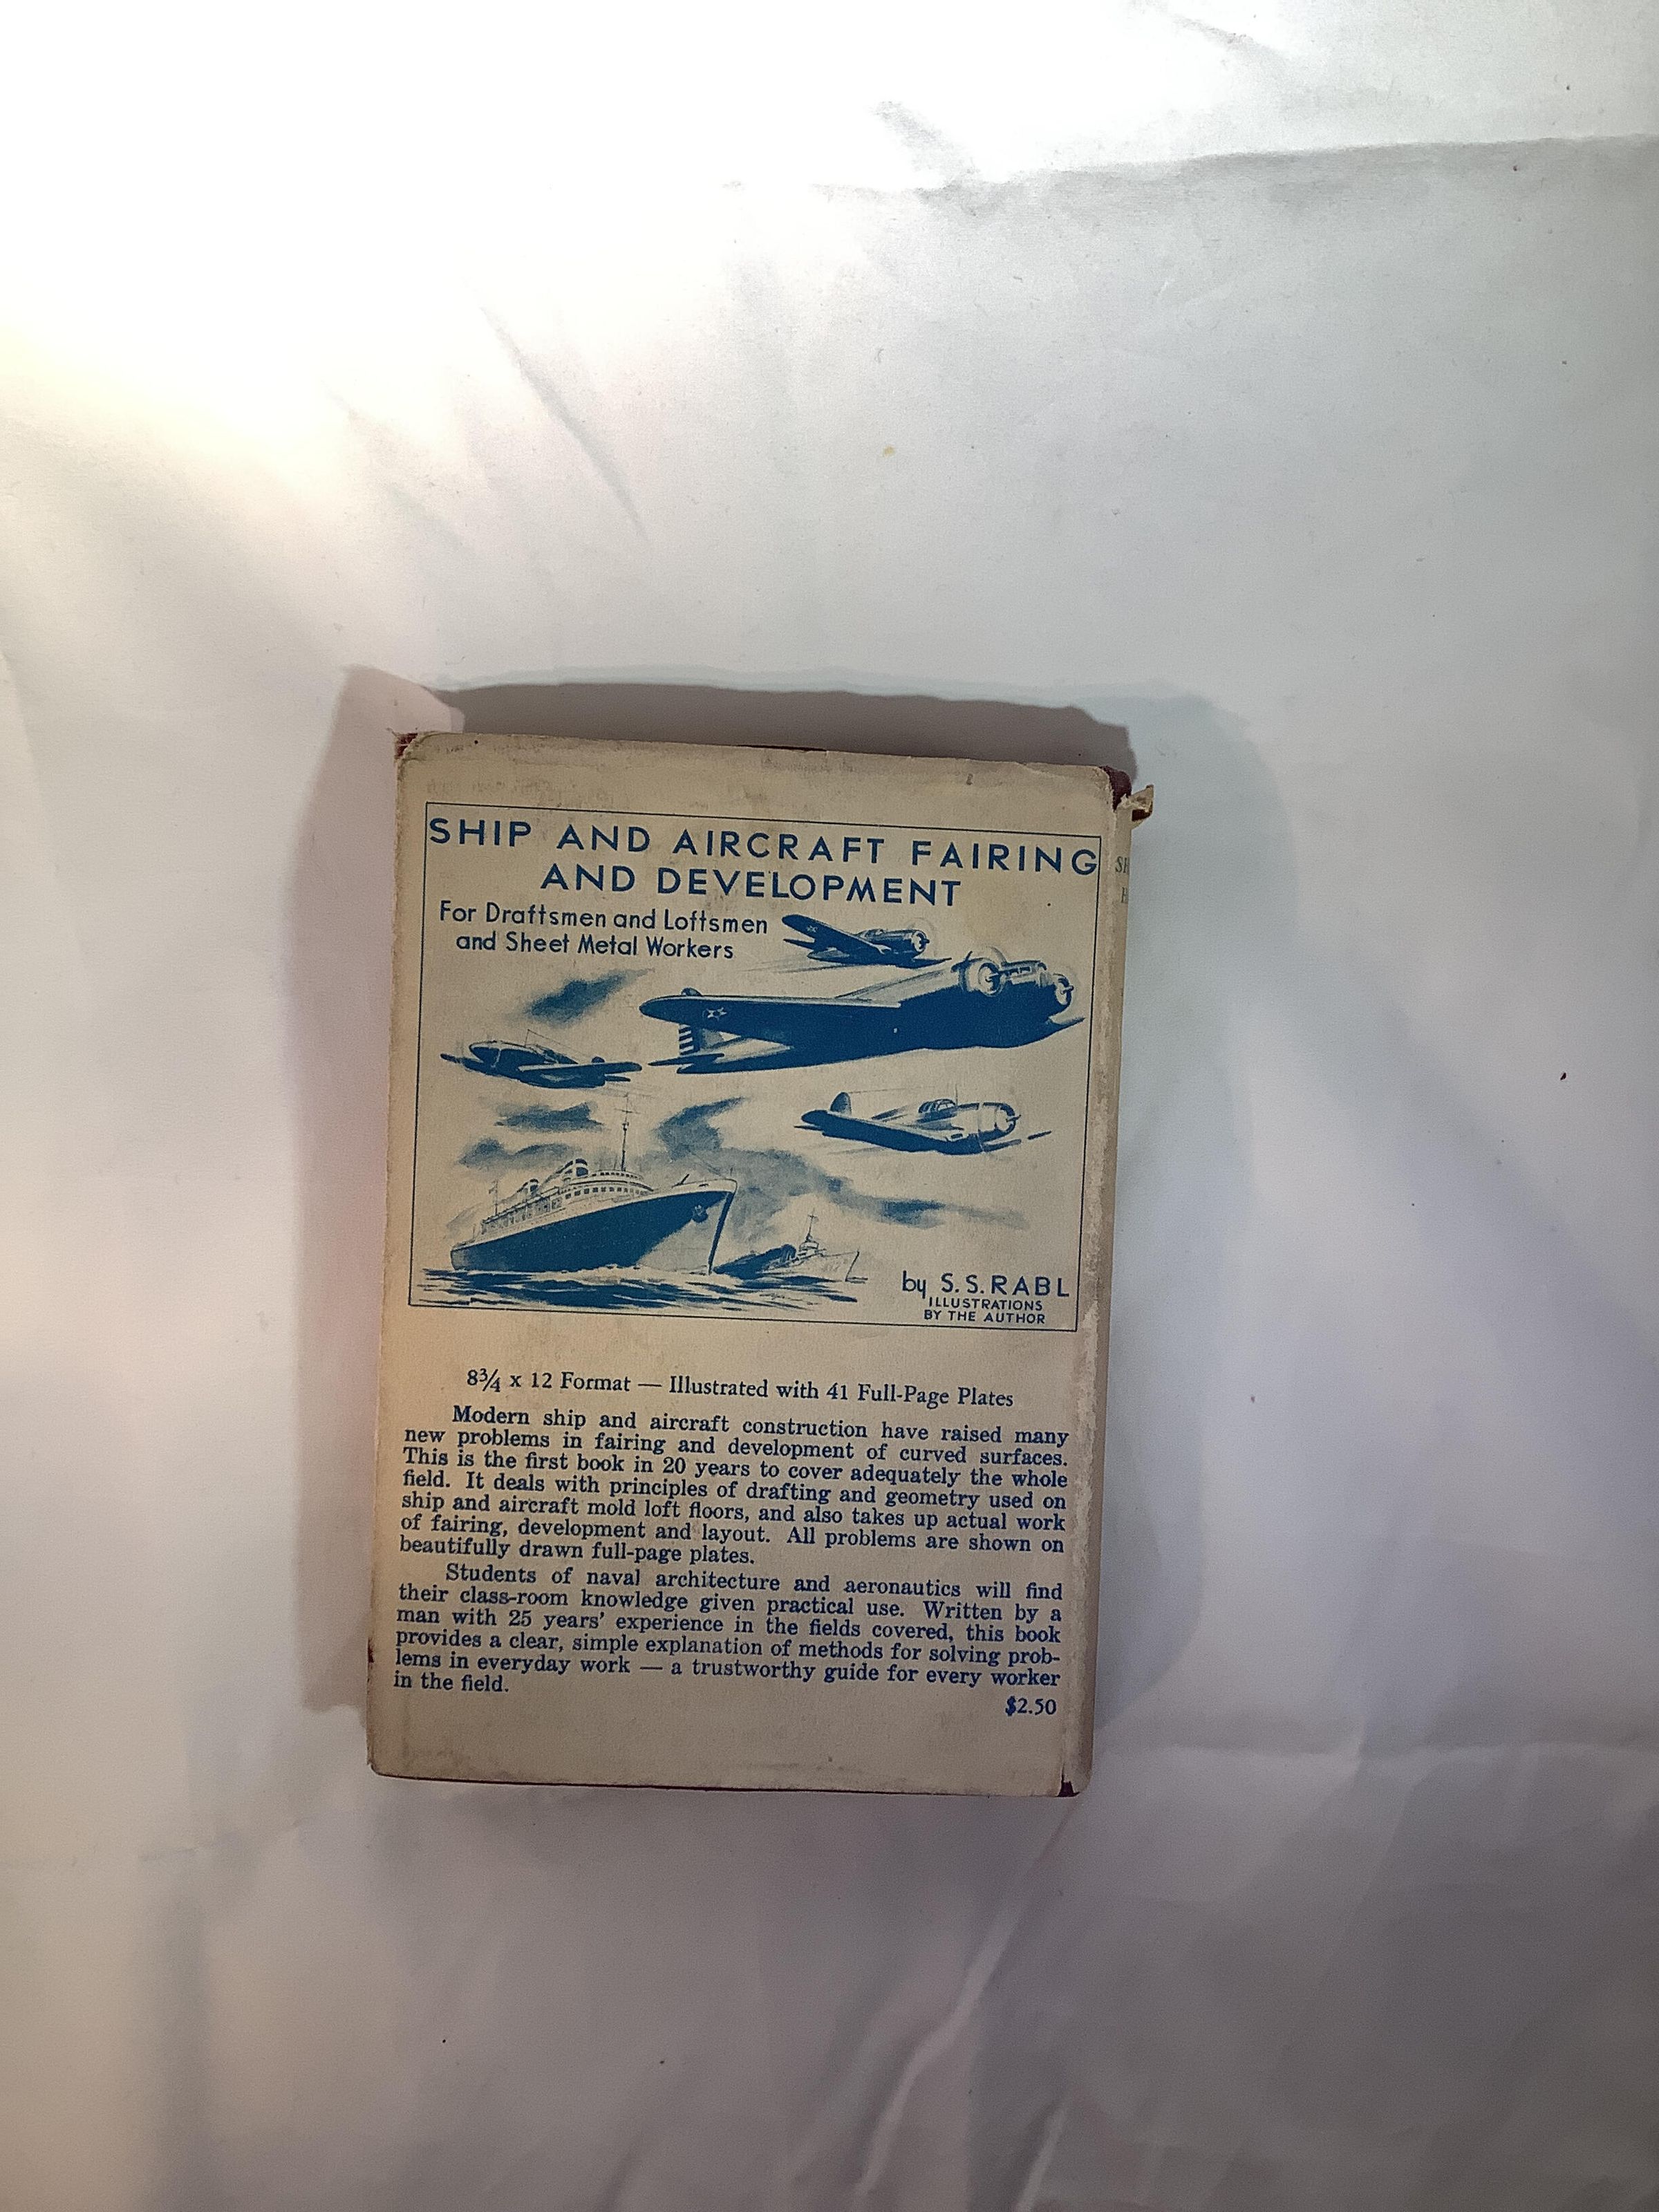 SHIP AND AIRCRAFT FAIRING
AND DEVELOPMENT
For Draftsmen and Loftsmen
and Sheet Metal Workers
by S. S. RABL
ILLUSTRATIONS
BY THE AUTHOR
8¾ x 12 Format — Illustrated with 41 Full-Page Plates
Modern ship and aircraft construction have raised many
new problems in fairing and development of curved surfaces.
This is the first book in 20 years to cover adequately the whole
field. It deals with principles of drafting and geometry used on
ship and aircraft mold loft floors, and also takes up actual work
of fairing, development and layout. All problems are shown on
beautifully drawn full-page plates.
Students of naval architecture and aeronautics will find
their class-room knowledge given practical use. Written by a
man with 25 years' experience in the fields covered, this book
provides a clear, simple explanation of methods for solving prob-
lems in everyday work — a trustworthy guide for every worker
in the field.
$2.50